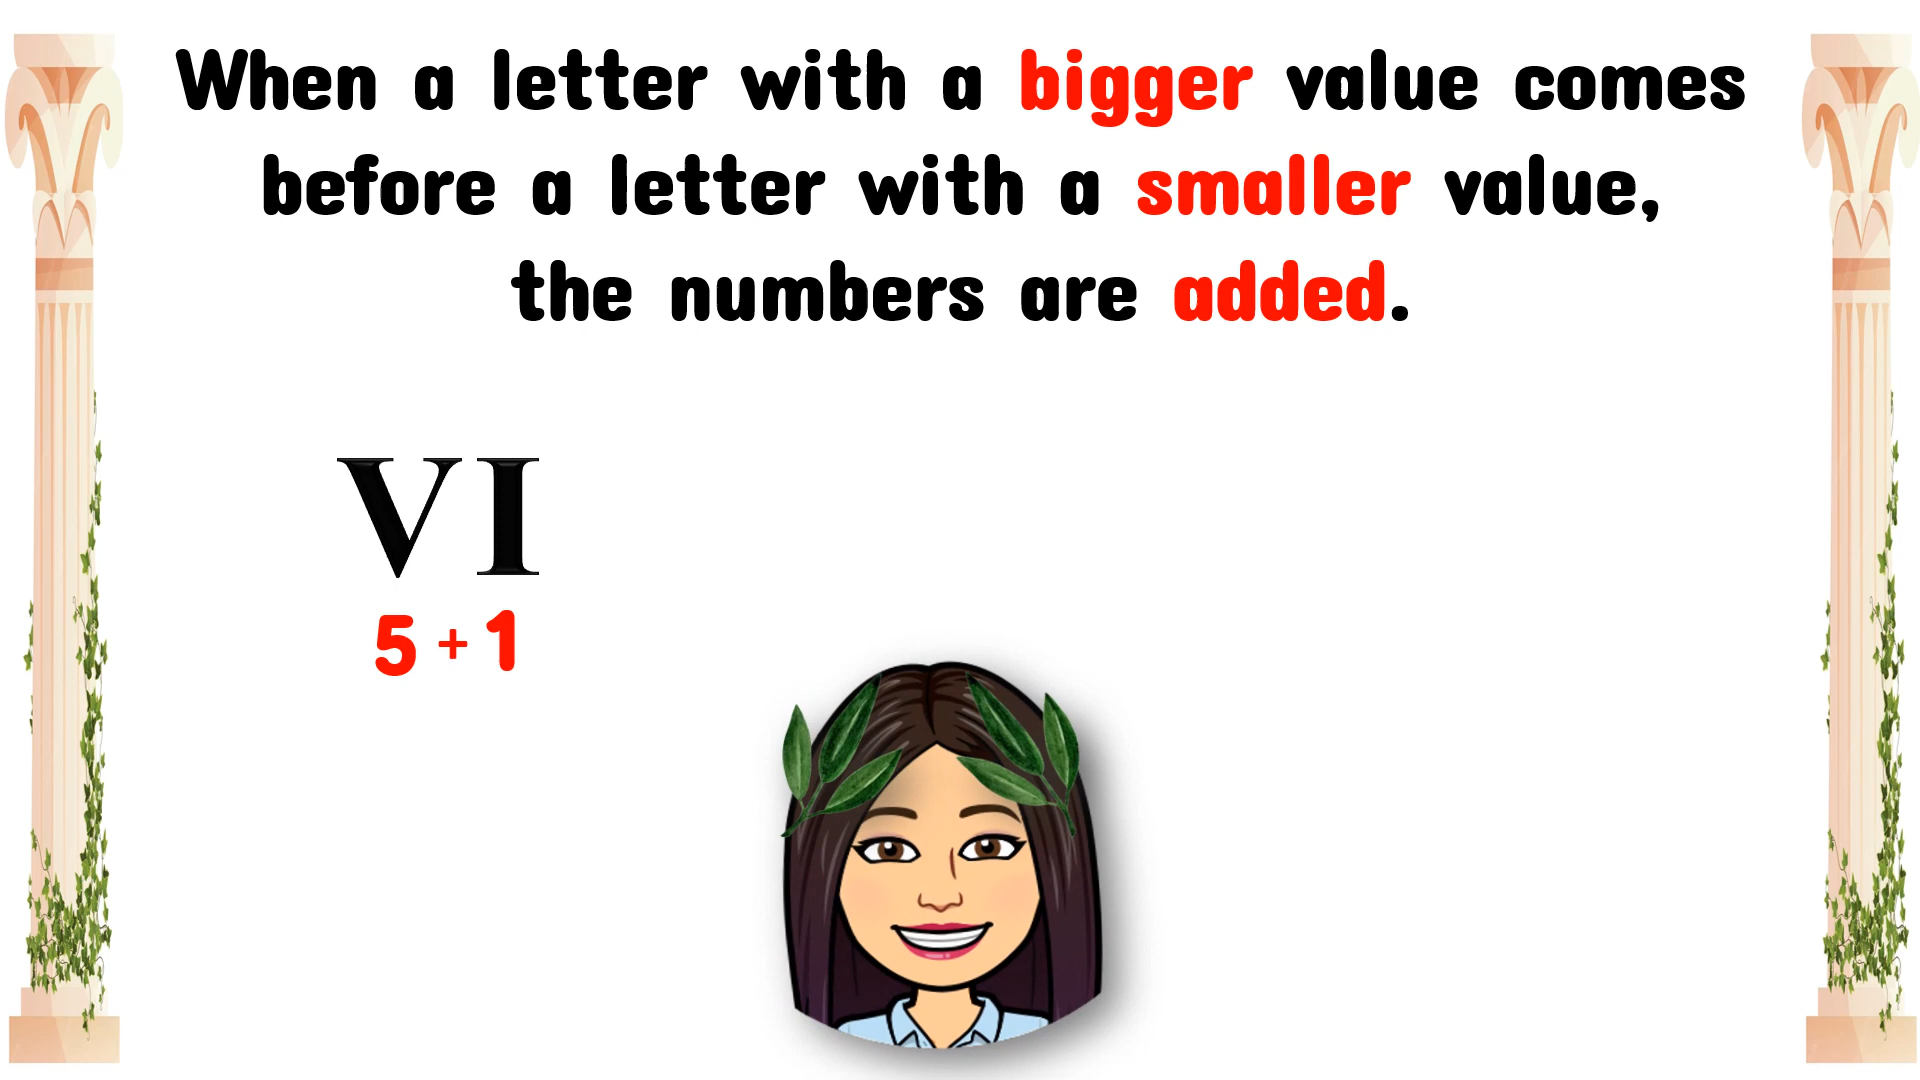 When a letter with a bigger value comes
before a letter with a smaller value,
the numbers are added.
VI
5 + 1